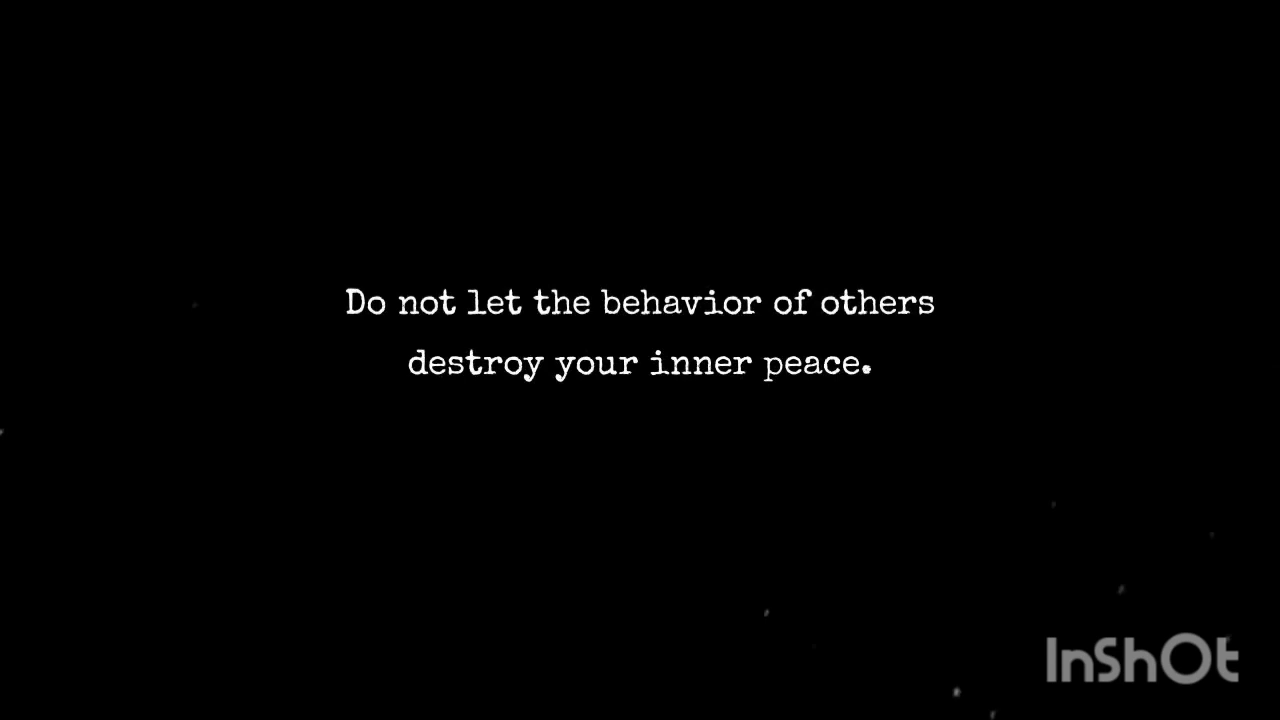 Do not let the behavior of others
destroy your inner peace.
InShOt